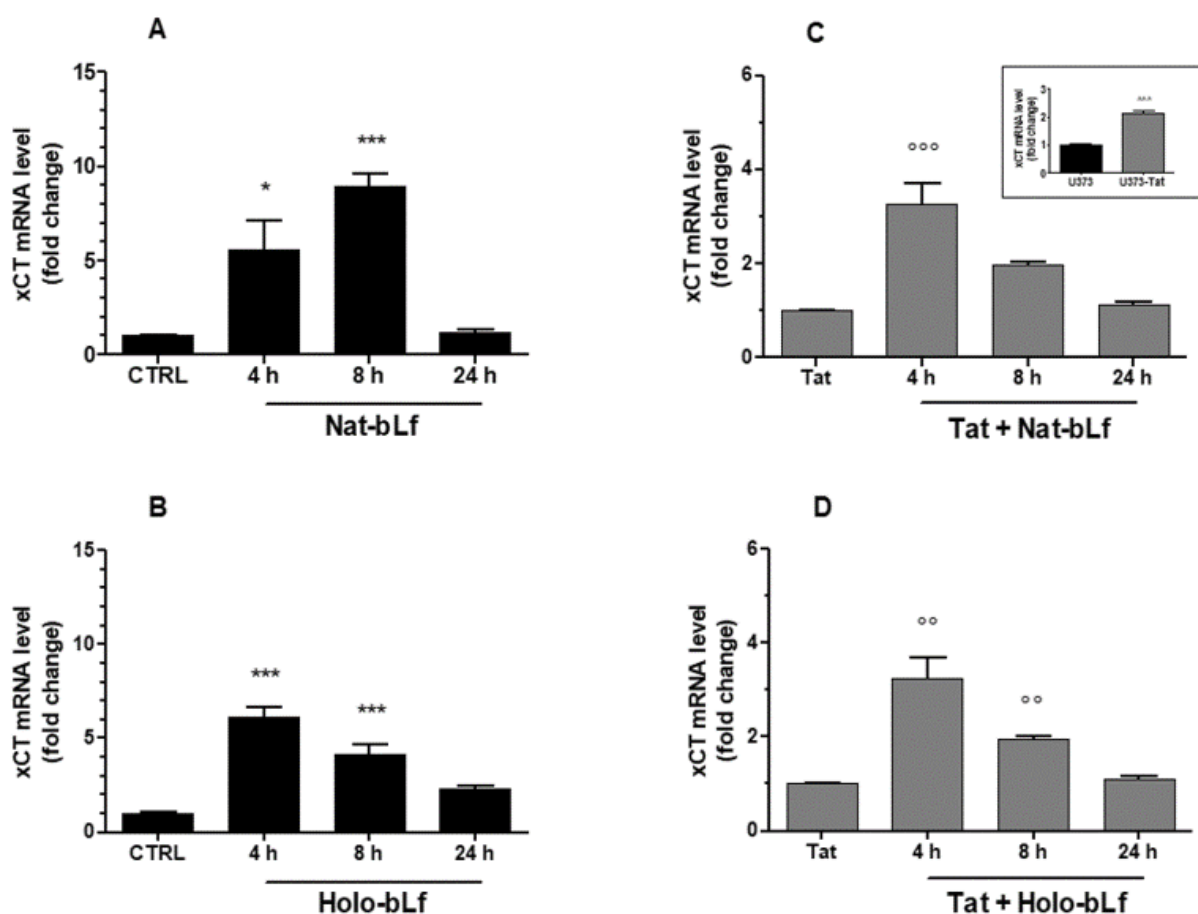 A
xCT mRNA level
(fold change)
15
10
5
0
*
***
CTRL 4 h 8 h 24 h
Nat-bLf
C
xCT mRNA level
(fold change)
6
4
2
0
°°°
Tat 4 h 8 h 24 h
Tat + Nat-bLf
xCT mRNA level
(fold change)
3
2
1
0
^^^
U373 U373-Tat
B
xCT mRNA level
(fold change)
15
10
5
0
***
***
CTRL 4 h 8 h 24 h
Holo-bLf
D
xCT mRNA level
(fold change)
6
4
2
0
°°
°°
Tat 4 h 8 h 24 h
Tat + Holo-bLf